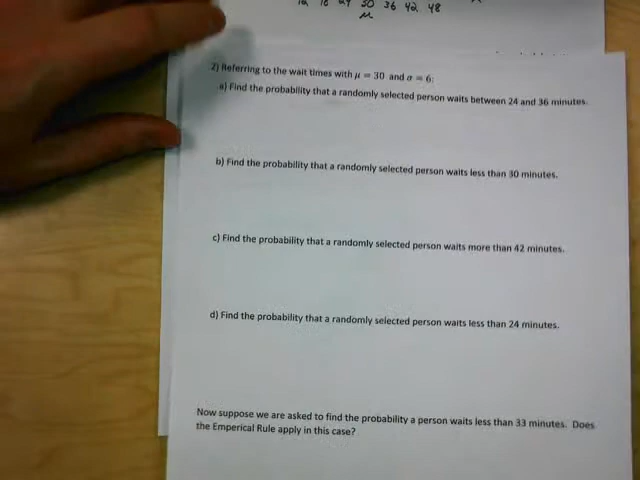 18 24 30 36 42 48
μ
2) Referring to the wait times with μ = 30 and σ = 6:
a) Find the probability that a randomly selected person waits between 24 and 36 minutes.
b) Find the probability that a randomly selected person waits less than 30 minutes.
c) Find the probability that a randomly selected person waits more than 42 minutes.
d) Find the probability that a randomly selected person waits less than 24 minutes.
Now suppose we are asked to find the probability a person waits less than 33 minutes. Does
the Emperical Rule apply in this case?